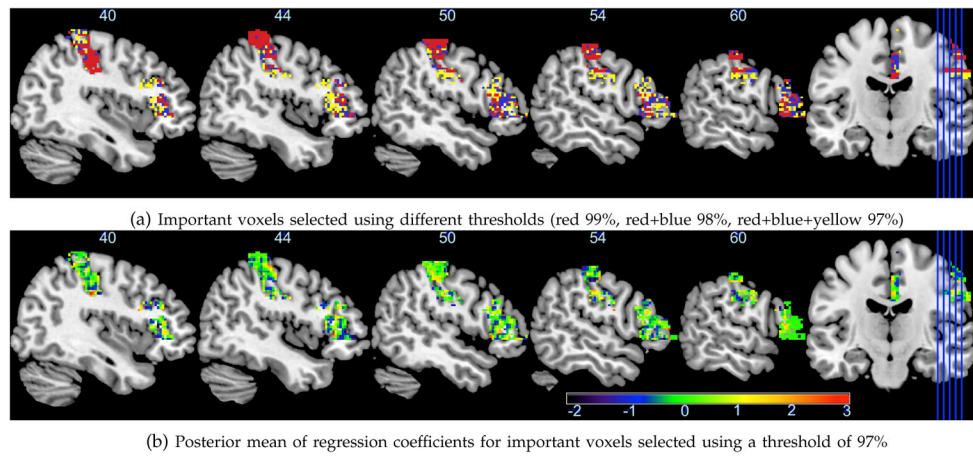 40 44 50 54 60
(a) Important voxels selected using different thresholds (red 99%, red+blue 98%, red+blue+yellow 97%)
40 44 50 54 60
-2 -1 0 1 2 3
(b) Posterior mean of regression coefficients for important voxels selected using a threshold of 97%